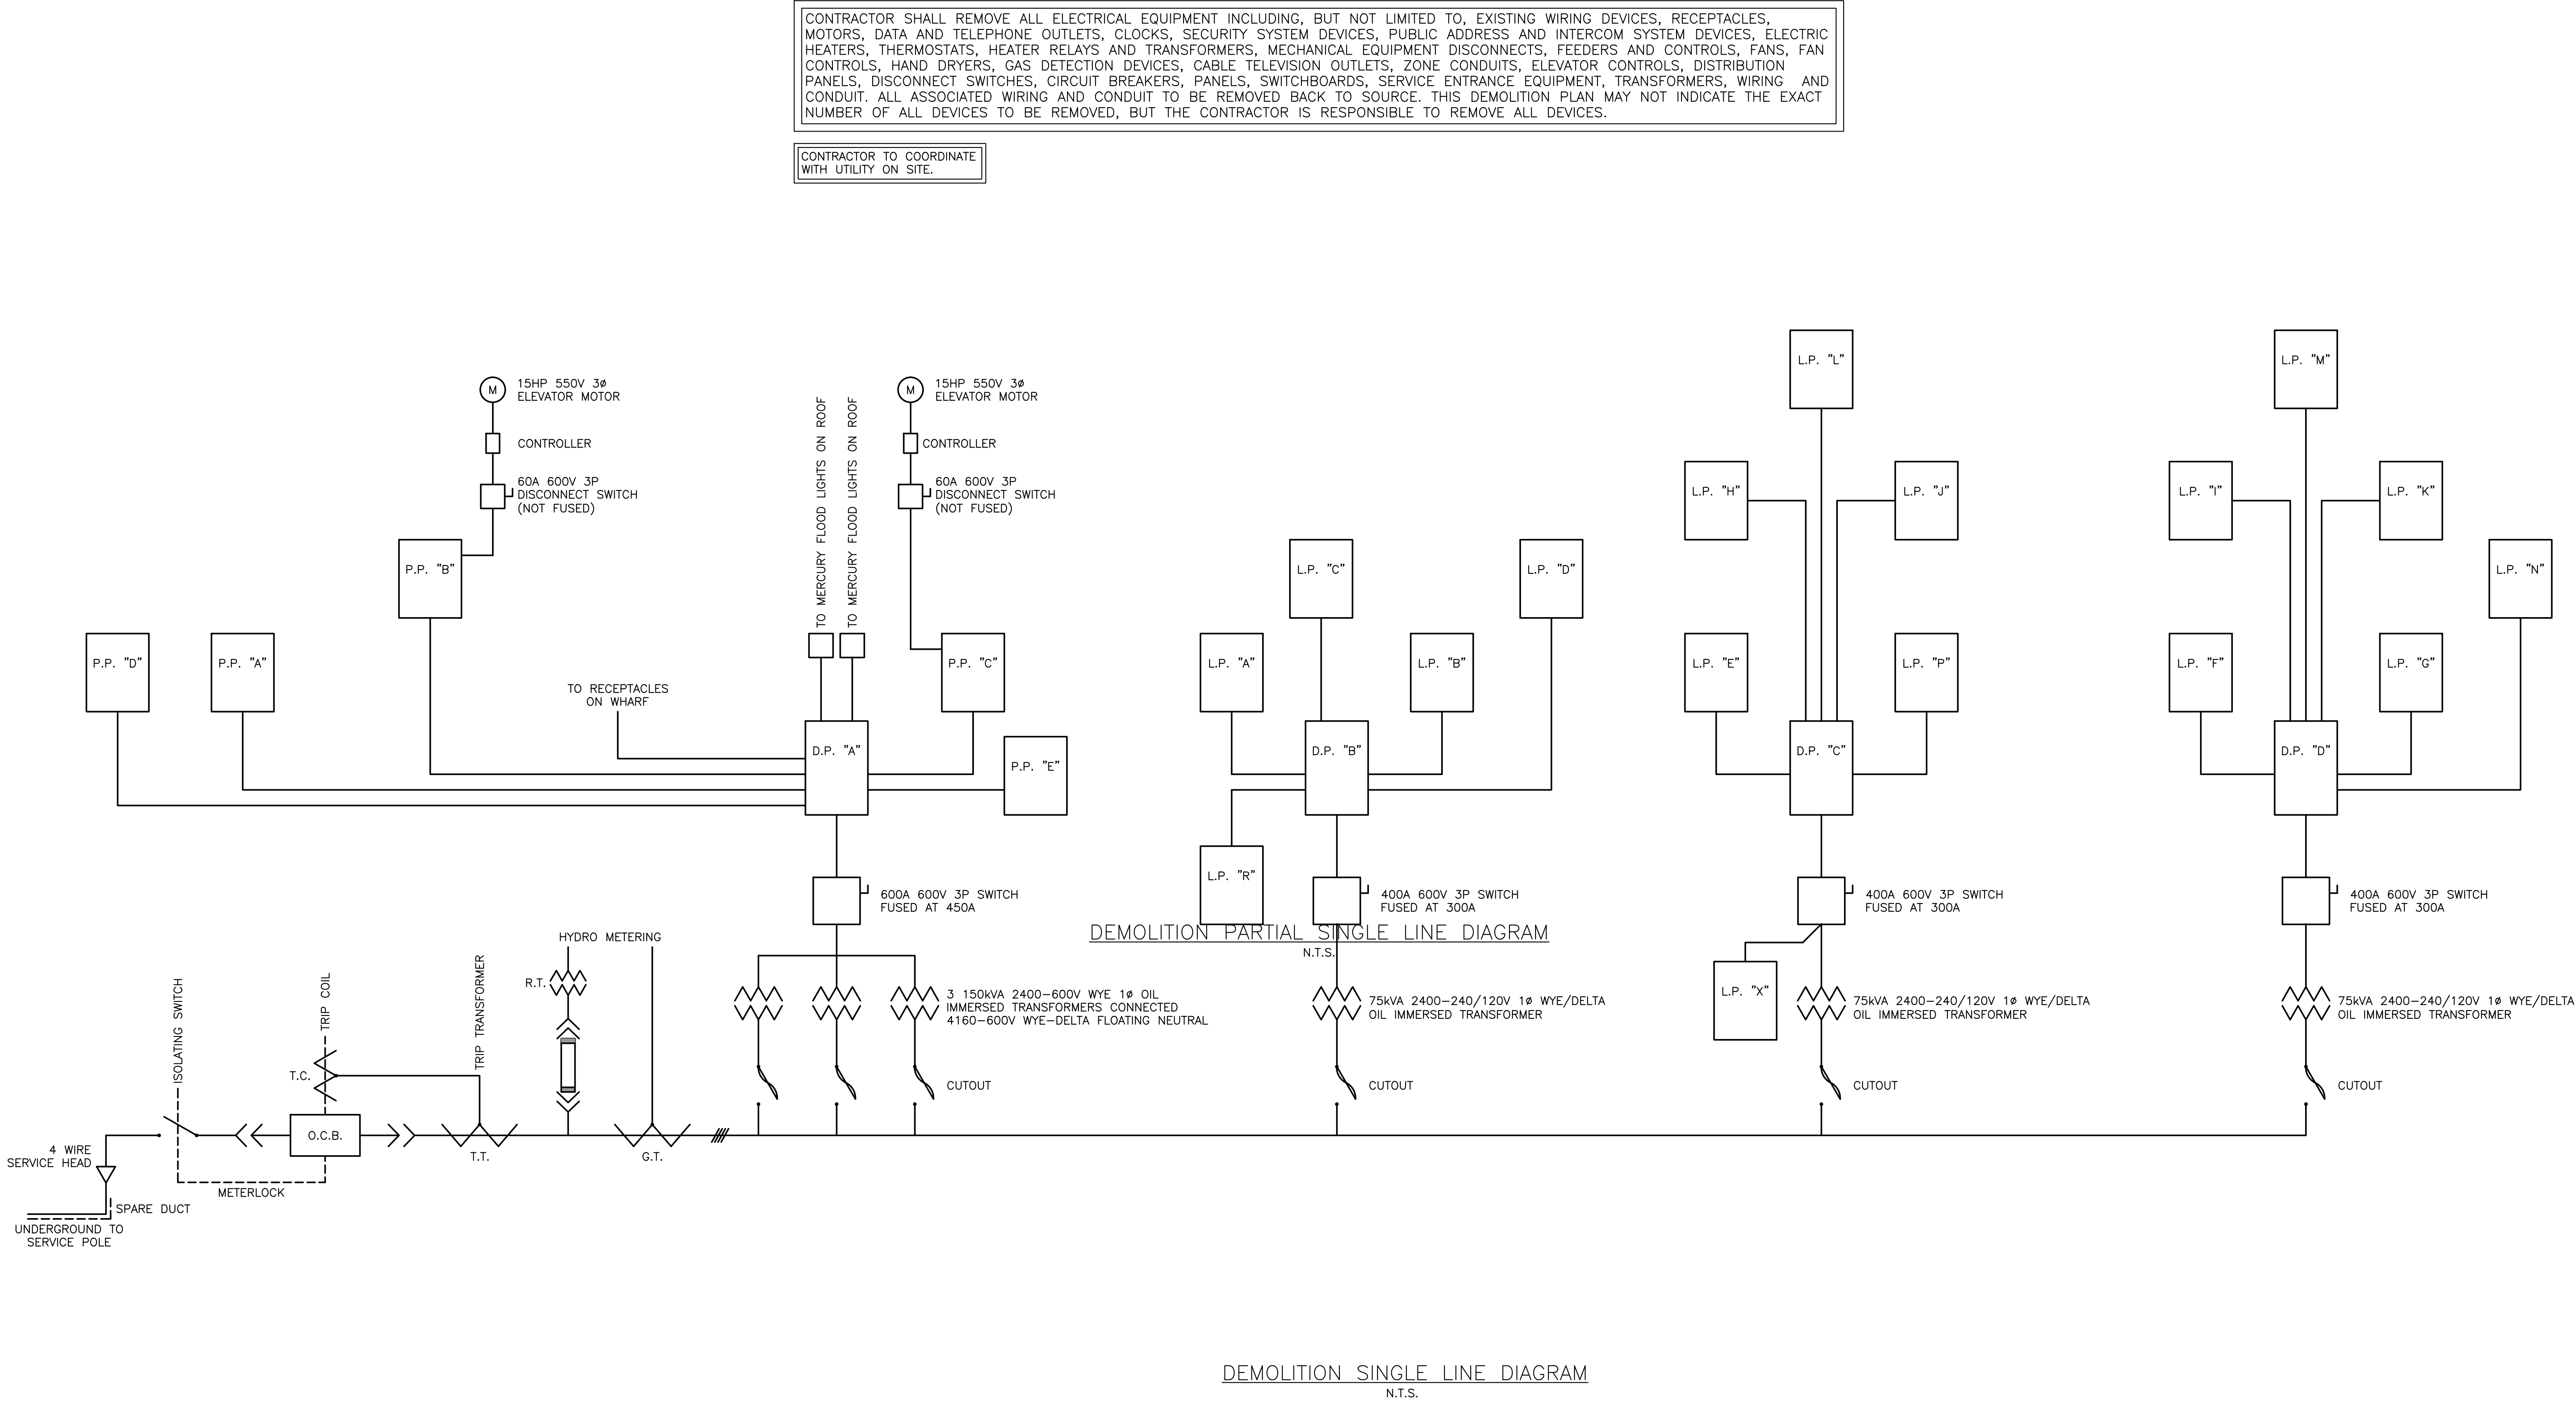 CONTRACTOR SHALL REMOVE ALL ELECTRICAL EQUIPMENT INCLUDING, BUT NOT LIMITED TO, EXISTING WIRING DEVICES, RECEPTACLES,
MOTORS, DATA AND TELEPHONE OUTLETS, CLOCKS, SECURITY SYSTEM DEVICES, PUBLIC ADDRESS AND INTERCOM SYSTEM DEVICES, ELECTRIC
HEATERS, THERMOSTATS, HEATER RELAYS AND TRANSFORMERS, MECHANICAL EQUIPMENT DISCONNECTS, FEEDERS AND CONTROLS, FANS, FAN
CONTROLS, HAND DRYERS, GAS DETECTION DEVICES, CABLE TELEVISION OUTLETS, ZONE CONDUITS, ELEVATOR CONTROLS, DISTRIBUTION
PANELS, DISCONNECT SWITCHES, CIRCUIT BREAKERS, PANELS, SWITCHBOARDS, SERVICE ENTRANCE EQUIPMENT, TRANSFORMERS, WIRING AND
CONDUIT. ALL ASSOCIATED WIRING AND CONDUIT TO BE REMOVED BACK TO SOURCE. THIS DEMOLITION PLAN MAY NOT INDICATE THE EXACT
NUMBER OF ALL DEVICES TO BE REMOVED, BUT THE CONTRACTOR IS RESPONSIBLE TO REMOVE ALL DEVICES.
CONTRACTOR TO COORDINATE
WITH UTILITY ON SITE.
M
15HP 550V 3ø
ELEVATOR MOTOR
CONTROLLER
60A 600V 3P
DISCONNECT SWITCH
(NOT FUSED)
TO MERCURY FLOOD LIGHTS ON ROOF
TO MERCURY FLOOD LIGHTS ON ROOF
M
15HP 550V 3ø
ELEVATOR MOTOR
CONTROLLER
60A 600V 3P
DISCONNECT SWITCH
(NOT FUSED)
L.P. "L"
L.P. "M"
L.P. "H"
L.P. "J"
L.P. "I"
L.P. "K"
P.P. "B"
L.P. "C"
L.P. "D"
L.P. "N"
P.P. "D"
P.P. "A"
P.P. "C"
L.P. "A"
L.P. "B"
L.P. "E"
L.P. "P"
L.P. "F"
L.P. "G"
TO RECEPTACLES
ON WHARF
D.P. "A"
P.P. "E"
D.P. "B"
D.P. "C"
D.P. "D"
L.P. "R"
600A 600V 3P SWITCH
FUSED AT 450A
400A 600V 3P SWITCH
FUSED AT 300A
400A 600V 3P SWITCH
FUSED AT 300A
400A 600V 3P SWITCH
FUSED AT 300A
DEMOLITION PARTIAL SINGLE LINE DIAGRAM
N.T.S.
HYDRO METERING
R.T.
L.P. "X"
3 150kVA 2400-600V WYE 1ø OIL
IMMERSED TRANSFORMERS CONNECTED
4160-600V WYE-DELTA FLOATING NEUTRAL
75kVA 2400-240/120V 1ø WYE/DELTA
OIL IMMERSED TRANSFORMER
75kVA 2400-240/120V 1ø WYE/DELTA
OIL IMMERSED TRANSFORMER
75kVA 2400-240/120V 1ø WYE/DELTA
OIL IMMERSED TRANSFORMER
ISOLATING SWITCH
TRIP COIL
TRIP TRANSFORMER
T.C.
CUTOUT
CUTOUT
CUTOUT
CUTOUT
O.C.B.
4 WIRE
SERVICE HEAD
T.T.
G.T.
METERLOCK
SPARE DUCT
UNDERGROUND TO
SERVICE POLE
DEMOLITION SINGLE LINE DIAGRAM
N.T.S.